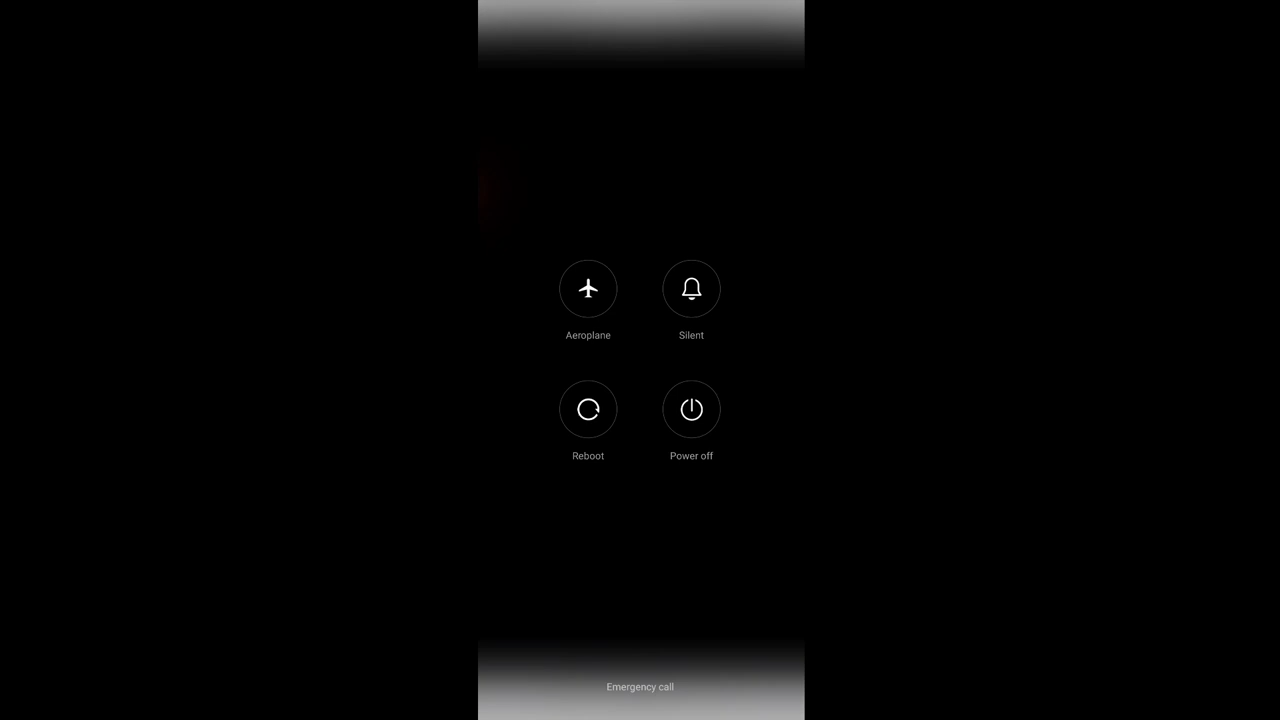 Aeroplane
Silent
Reboot
Power off
Emergency call